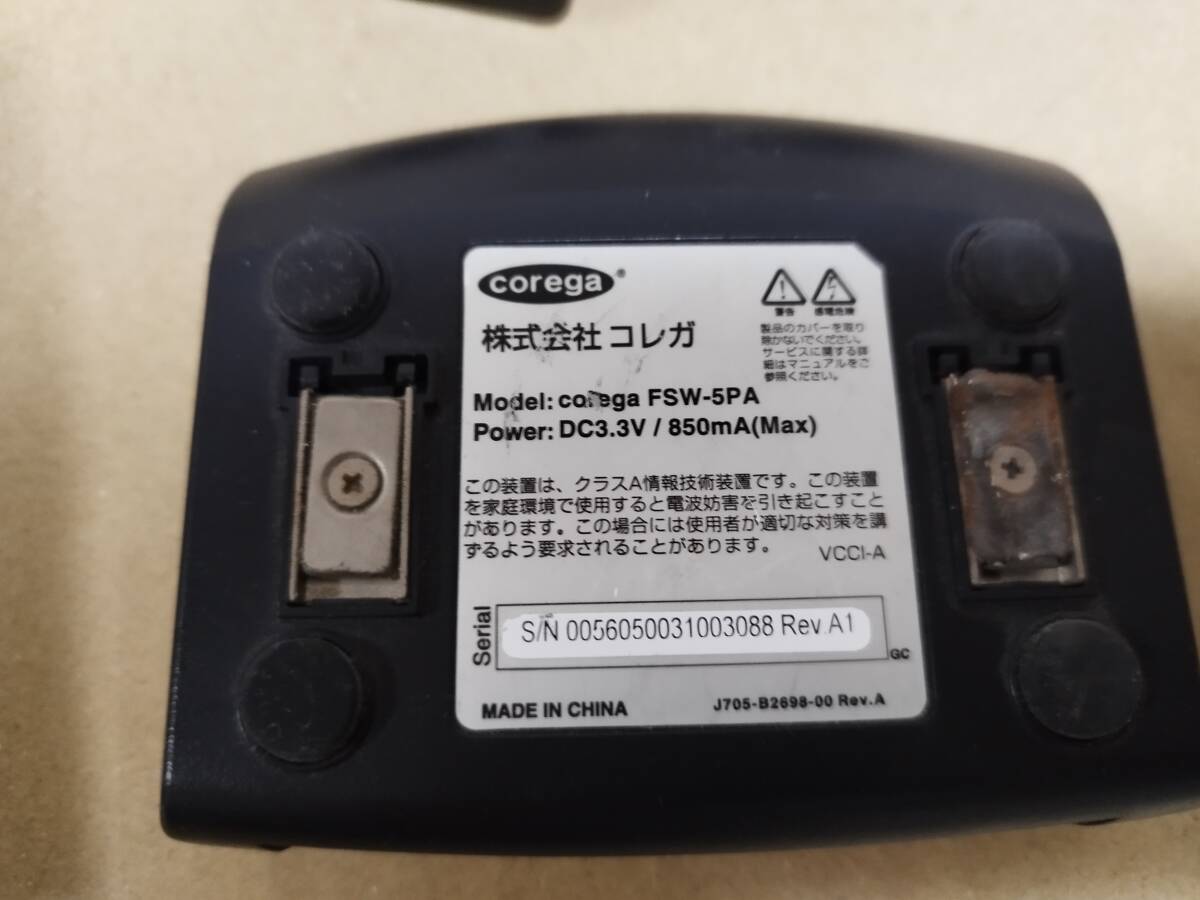 corega®
警告 感電危険
株式会社 コレガ
製品のカバーを取り
除かないでください。
サービスに関する詳
細はマニュアルをご
参照ください。
Model: corega FSW-5PA
Power: DC3.3V / 850mA(Max)
この装置は、クラスA情報技術装置です。この装置
を家庭環境で使用すると電波妨害を引き起こすこと
があります。この場合には使用者が適切な対策を講
ずるよう要求されることがあります。
VCCI-A
Serial
S/N 0056050031003088 Rev.A1
GC
MADE IN CHINA
J705-B2698-00 Rev.A